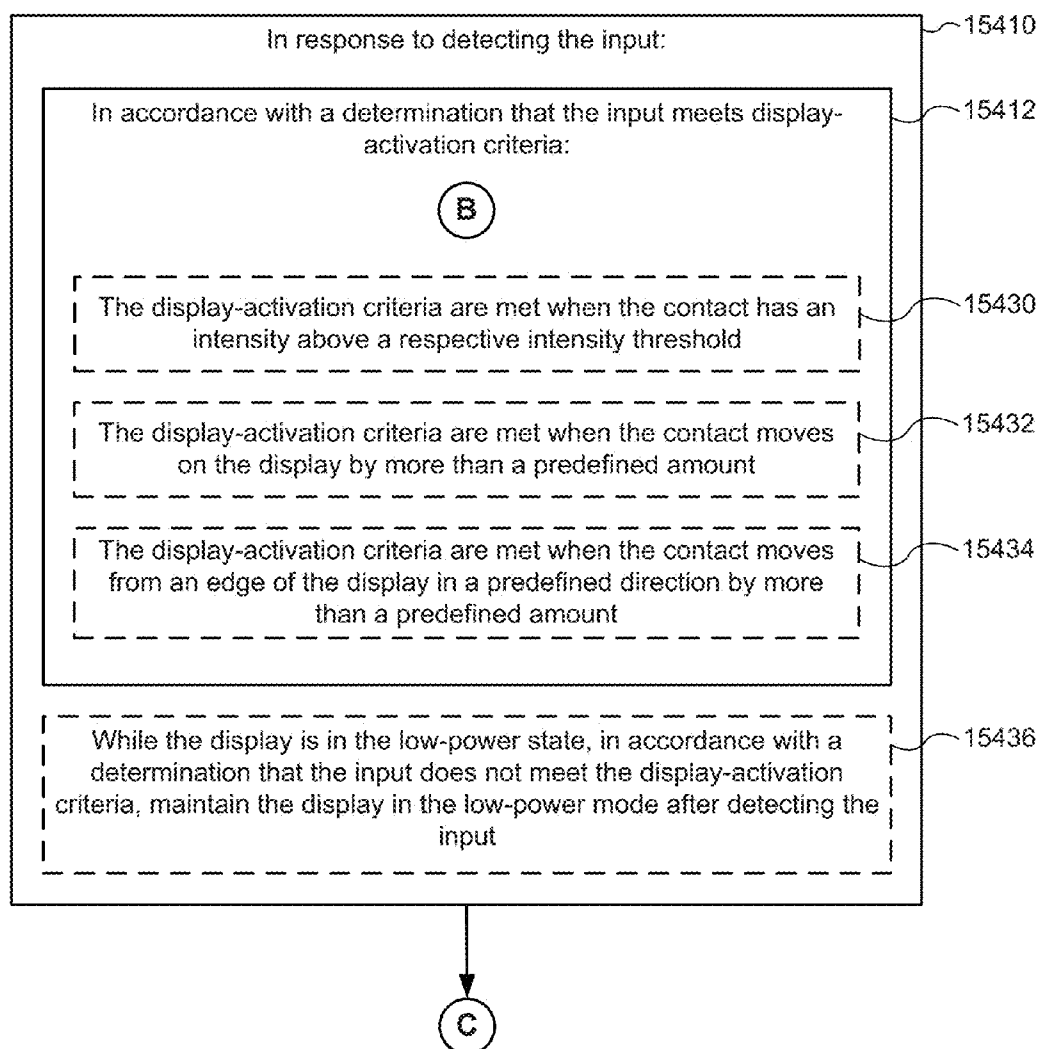 In response to detecting the input:
15410
In accordance with a determination that the input meets display-
activation criteria:
15412
B
The display-activation criteria are met when the contact has an
intensity above a respective intensity threshold
15430
The display-activation criteria are met when the contact moves
on the display by more than a predefined amount
15432
The display-activation criteria are met when the contact moves
from an edge of the display in a predefined direction by more
than a predefined amount
15434
While the display is in the low-power state, in accordance with a
determination that the input does not meet the display-activation
criteria, maintain the display in the low-power mode after detecting the
input
15436
C